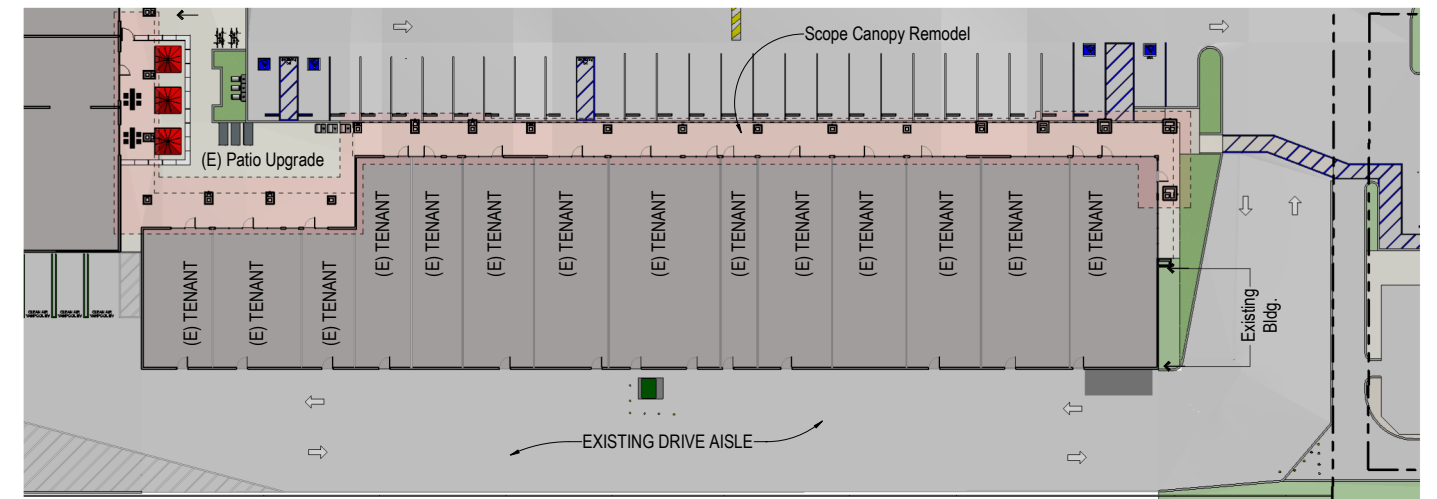 Scope Canopy Remodel
(E) Patio Upgrade
(E) TENANT
(E) TENANT
(E) TENANT
(E) TENANT
(E) TENANT
(E) TENANT
(E) TENANT
(E) TENANT
(E) TENANT
(E) TENANT
(E) TENANT
(E) TENANT
(E) TENANT
(E) TENANT
Existing
Bldg.
EXISTING DRIVE AISLE